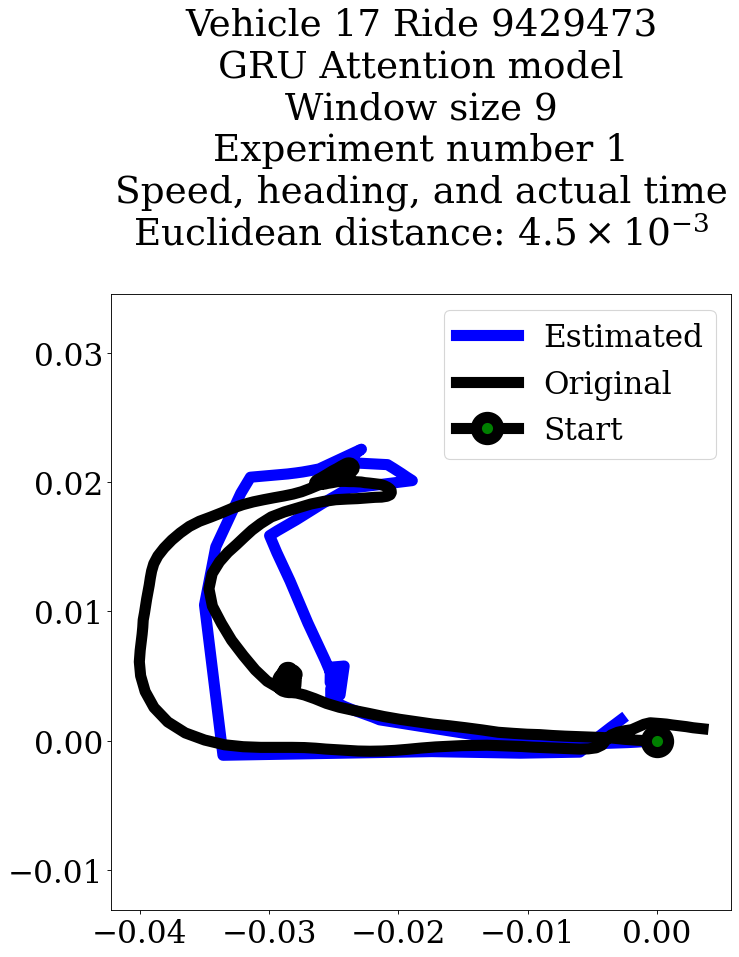 Vehicle 17 Ride 9429473
GRU Attention model
Window size 9
Experiment number 1
Speed, heading, and actual time
Euclidean distance: 4.5 × 10⁻³
Estimated
Original
Start
0.03
0.02
0.01
0.00
−0.01
−0.04 −0.03 −0.02 −0.01 0.00